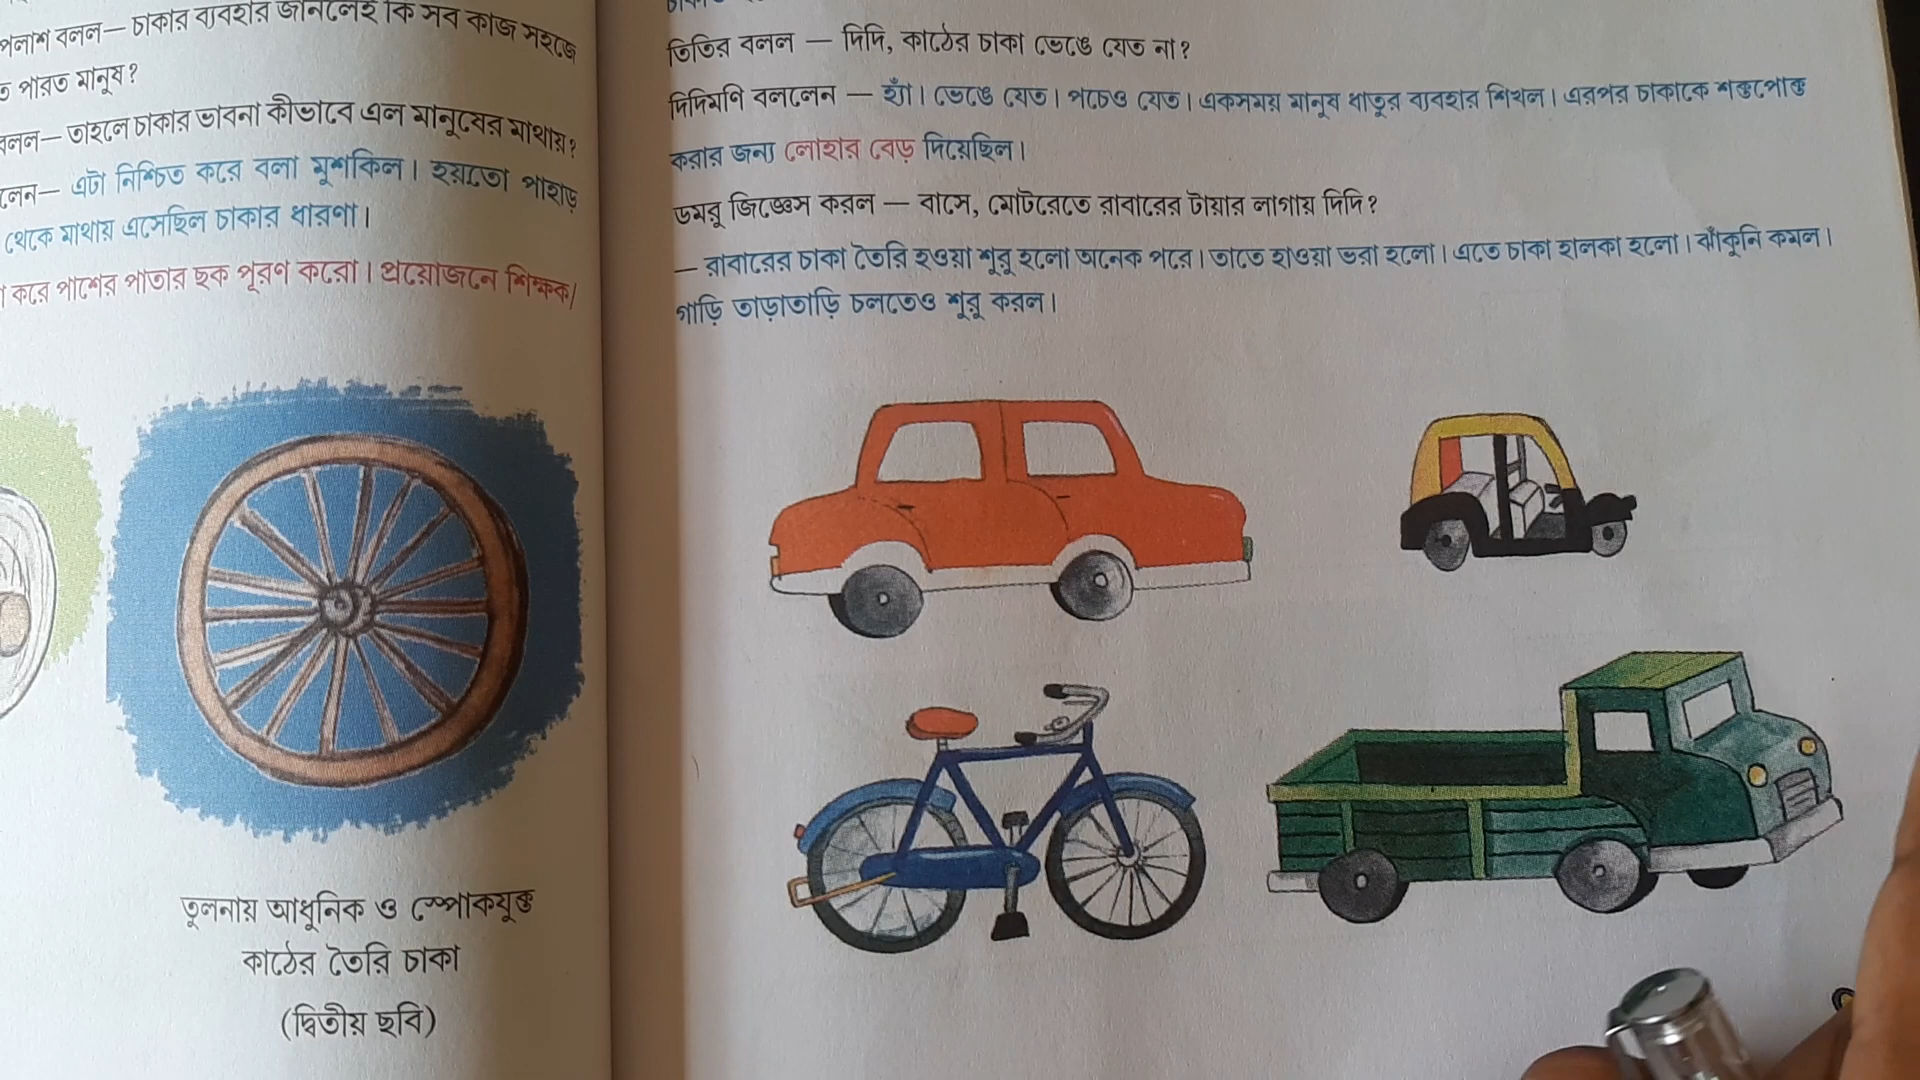 পলাশ বলল— চাকার ব্যবহার জানলেই কি সব কাজ সহজে
পারত মানুষ?
তাহলে চাকার ভাবনা কীভাবে এল মানুষের মাথায়?
এটা নিশ্চিত করে বলা মুশকিল। হয়তো পাহাড়
থেকে মাথায় এসেছিল চাকার ধারণা।
করে পাশের পাতার ছক পূরণ করো। প্রয়োজনে শিক্ষক/
তুলনায় আধুনিক ও স্পোকযুক্ত
কাঠের তৈরি চাকা
(দ্বিতীয় ছবি)
তিতির বলল — দিদি, কাঠের চাকা ভেঙে যেত না?
দিদিমণি বললেন — হ্যাঁ। ভেঙে যেত। পচেও যেত। একসময় মানুষ ধাতুর ব্যবহার শিখল। এরপর চাকাকে শক্তপোক্ত
করার জন্য লোহার বেড় দিয়েছিল।
ডমরু জিজ্ঞেস করল — বাসে, মোটরেতে রাবারের টায়ার লাগায় দিদি?
— রাবারের চাকা তৈরি হওয়া শুরু হলো অনেক পরে। তাতে হাওয়া ভরা হলো। এতে চাকা হালকা হলো। ঝাঁকুনি কমল।
গাড়ি তাড়াতাড়ি চলতেও শুরু করল।